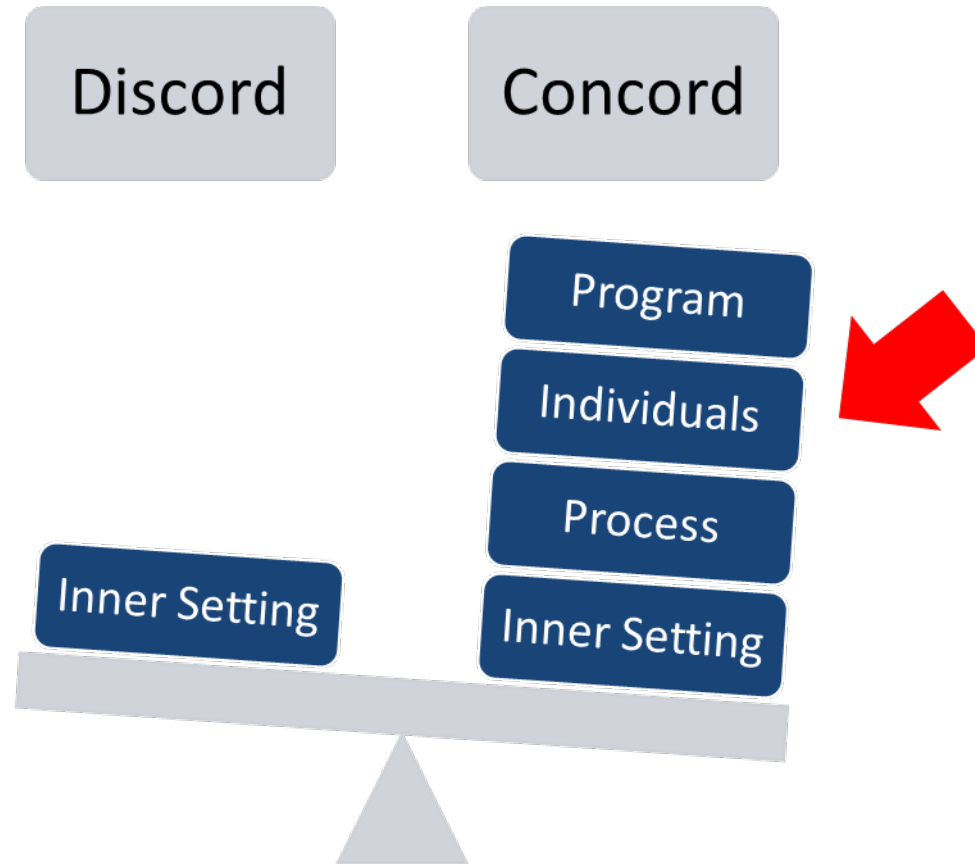 Discord
Concord
Program
Individuals
Process
Inner Setting
Inner Setting